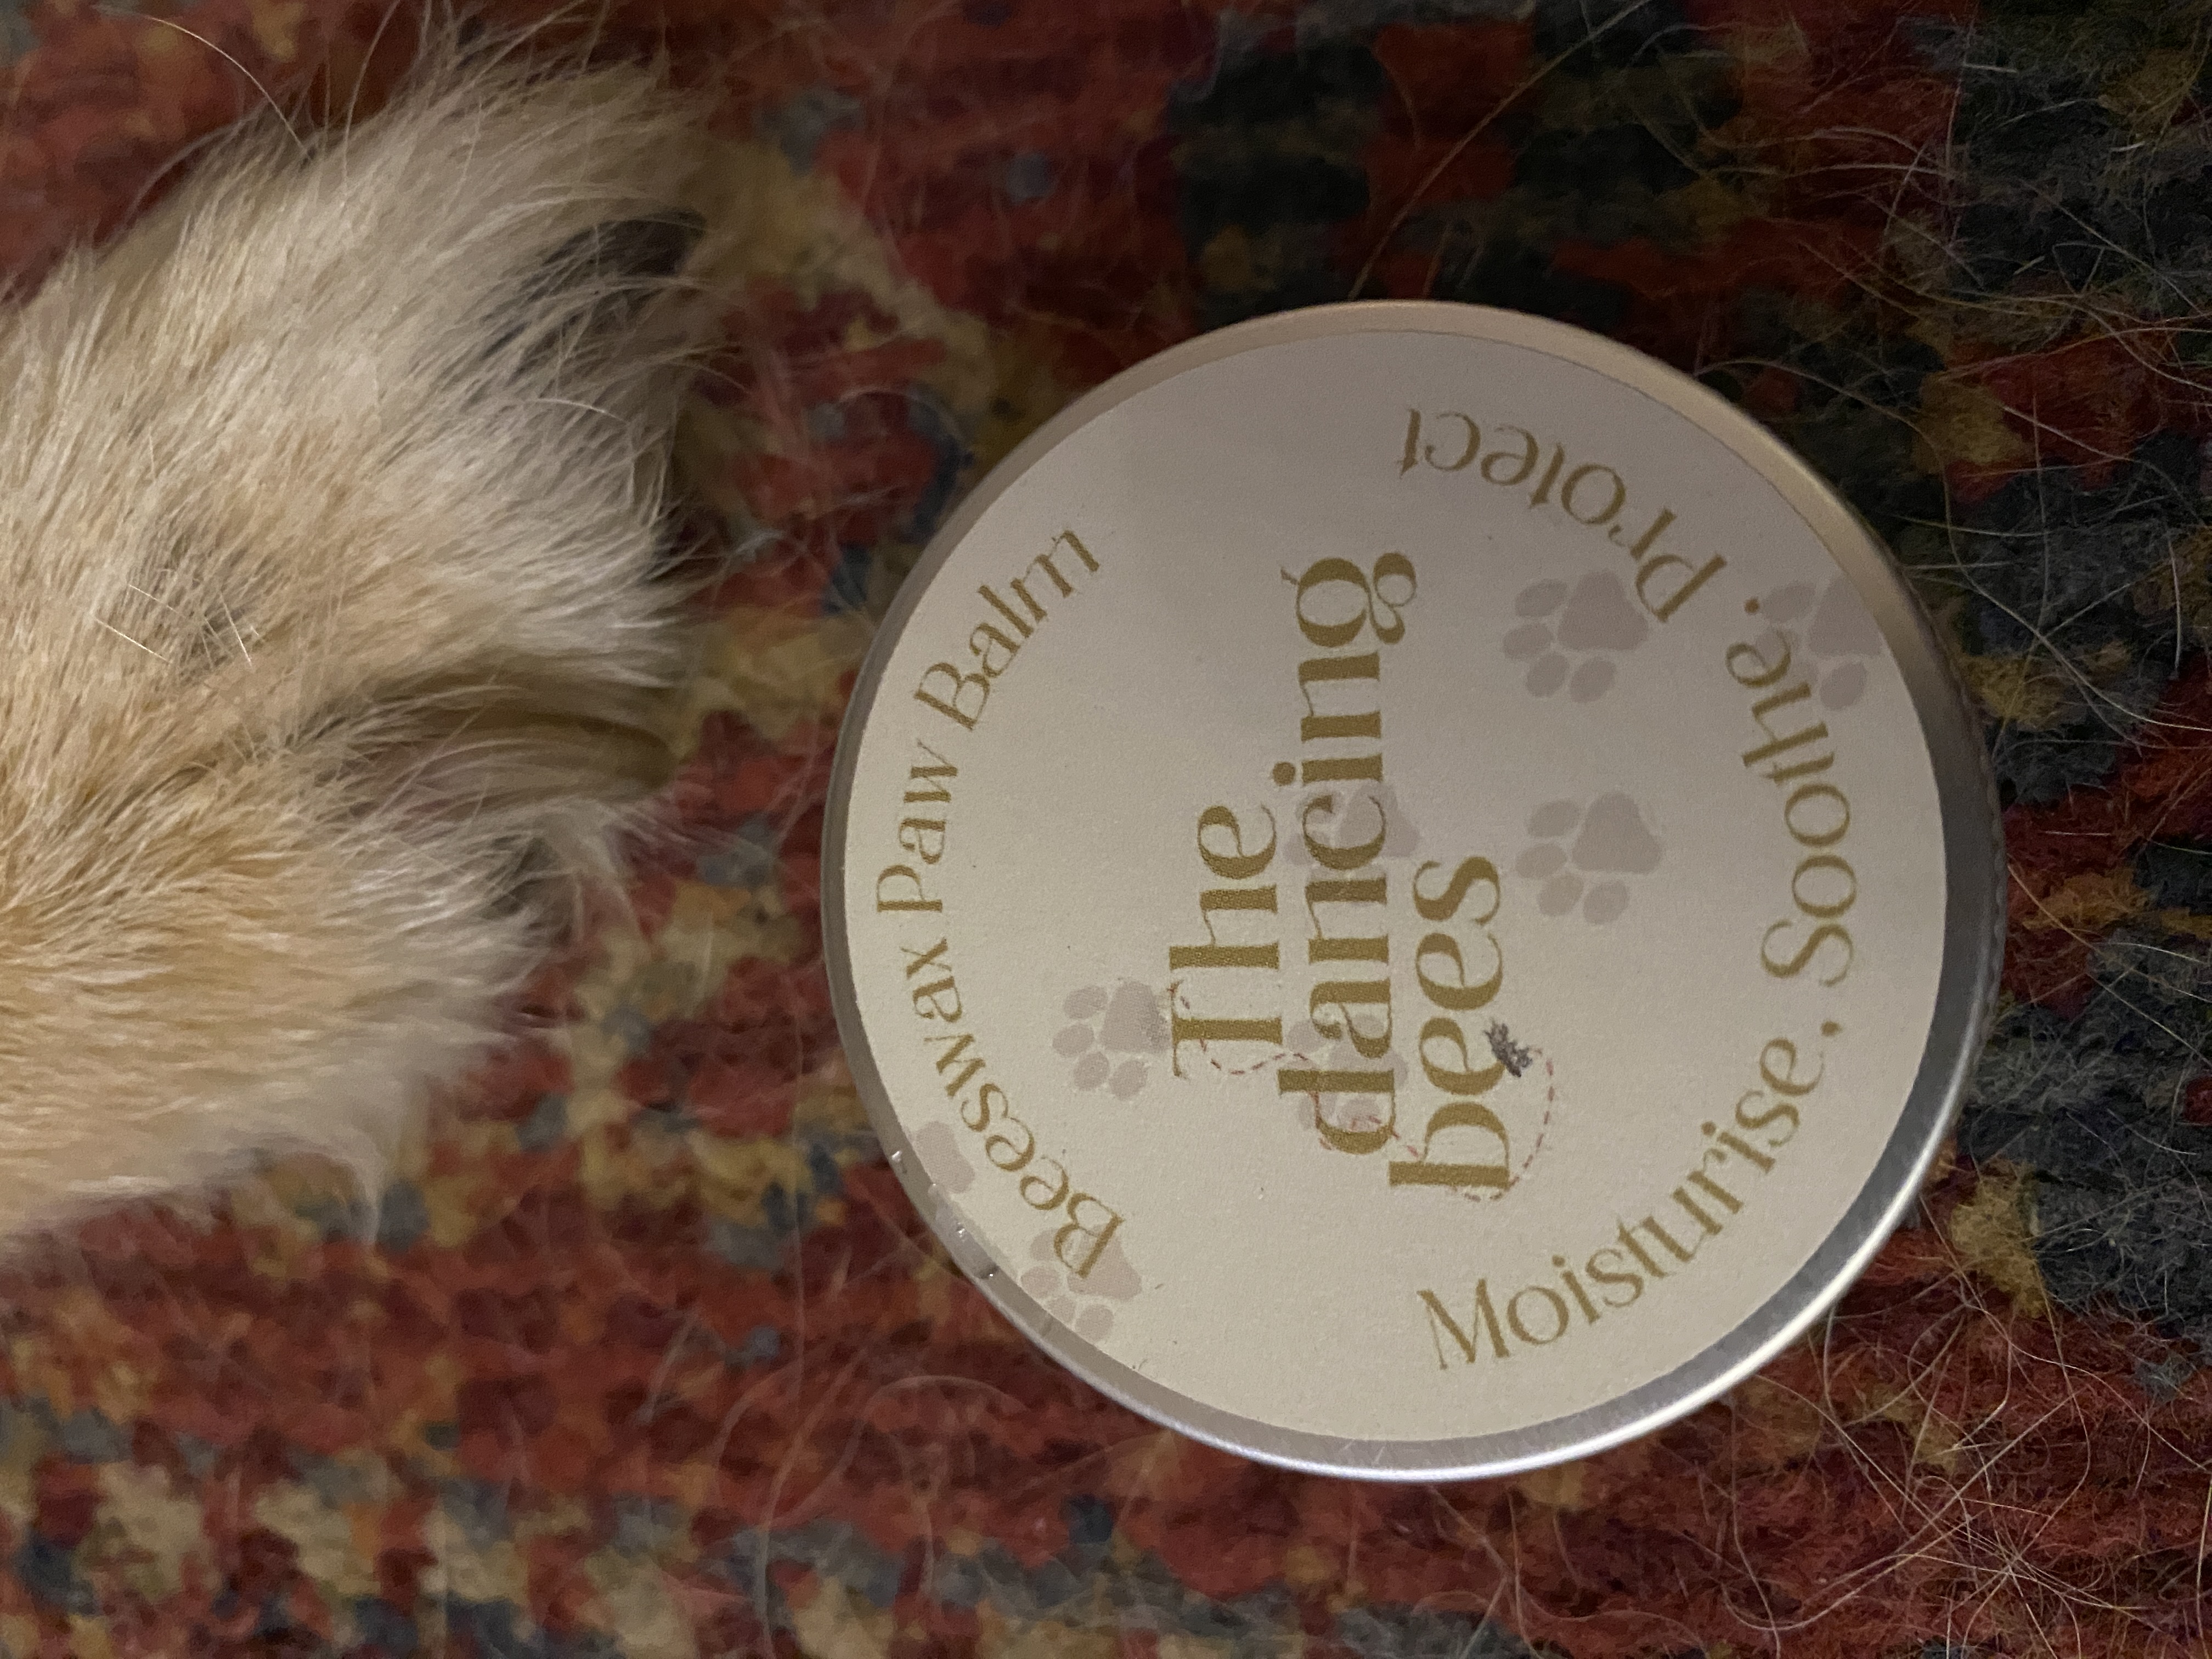 Beeswax Paw Balm
The
dancing
bees
Moisturise. Soothe. Protect